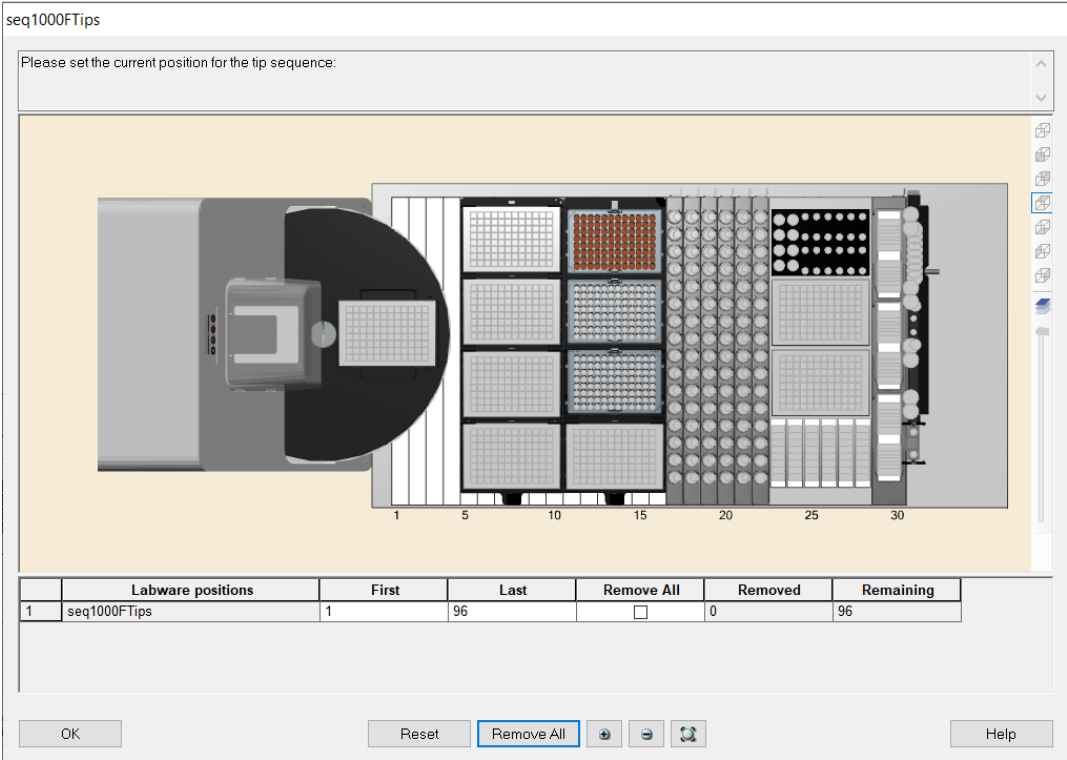 seq1000FTips
Please set the current position for the tip sequence:
1 5 10 15 20 25 30
Labware positions First Last Remove All Removed Remaining
1 seq1000FTips 1 96 0 96
OK Reset Remove All Help